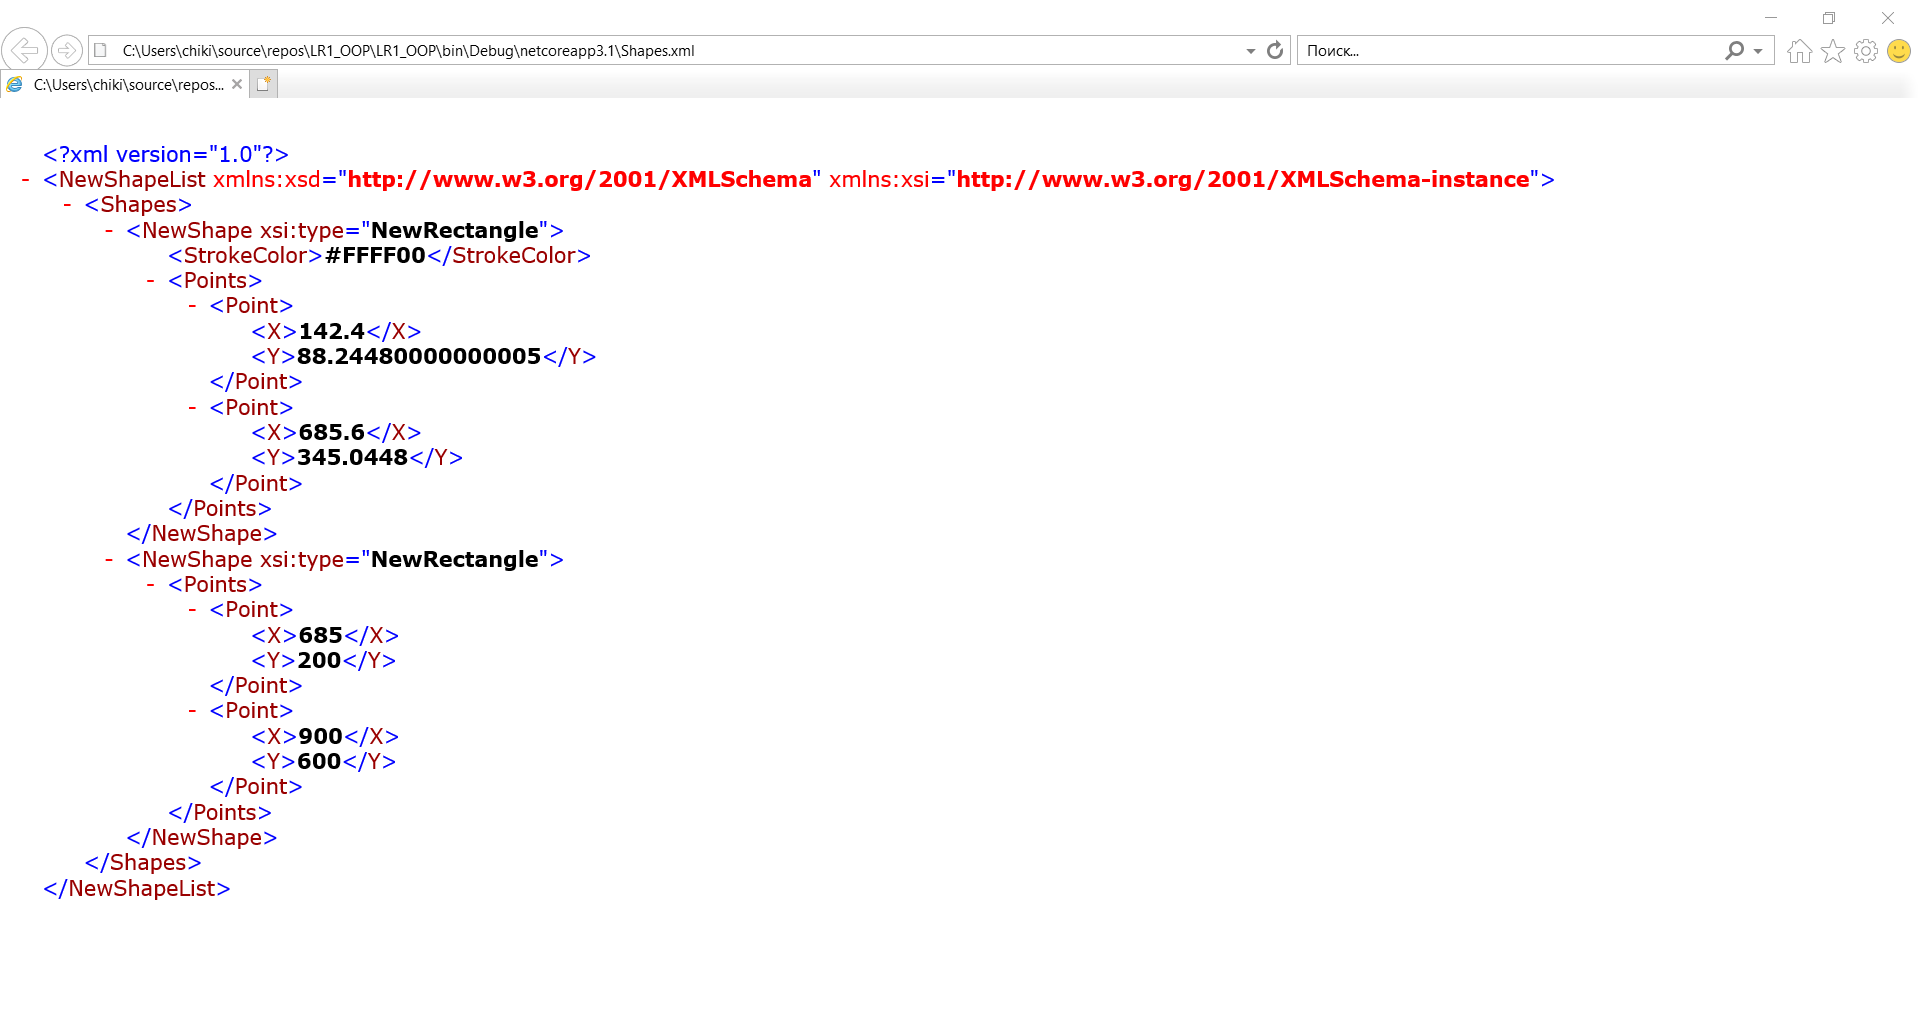 C:\Users\chiki\source\repos\LR1_OOP\LR1_OOP\bin\Debug\netcoreapp3.1\Shapes.xml
Поиск...
C:\Users\chiki\source\repos...
<?xml version="1.0"?>
- <NewShapeList xmlns:xsd="http://www.w3.org/2001/XMLSchema" xmlns:xsi="http://www.w3.org/2001/XMLSchema-instance">
- <Shapes>
- <NewShape xsi:type="NewRectangle">
<StrokeColor>#FFFF00</StrokeColor>
- <Points>
- <Point>
<X>142.4</X>
<Y>88.24480000000005</Y>
</Point>
- <Point>
<X>685.6</X>
<Y>345.0448</Y>
</Point>
</Points>
</NewShape>
- <NewShape xsi:type="NewRectangle">
- <Points>
- <Point>
<X>685</X>
<Y>200</Y>
</Point>
- <Point>
<X>900</X>
<Y>600</Y>
</Point>
</Points>
</NewShape>
</Shapes>
</NewShapeList>